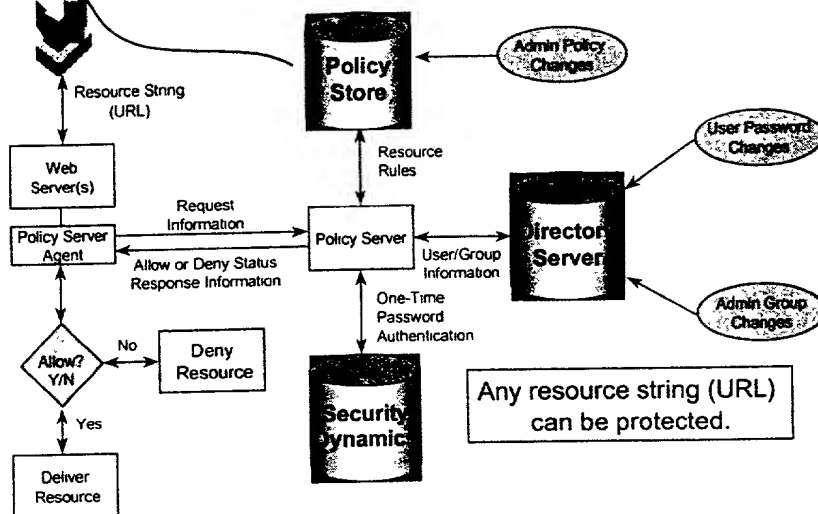 Admin Policy
Changes
Policy
Store
Resource String
(URL)
User Password
Changes
Web
Server(s)
Resource
Rules
Request
Information
Policy Server
Agent
Policy Server
Director
Server
User/Group
Information
Allow or Deny Status
Response Information
One-Time
Password
Authentication
Admin Group
Changes
Allow?
Y/N
No
Deny
Resource
Any resource string (URL)
can be protected.
Security
Dynamic
Yes
Deliver
Resource